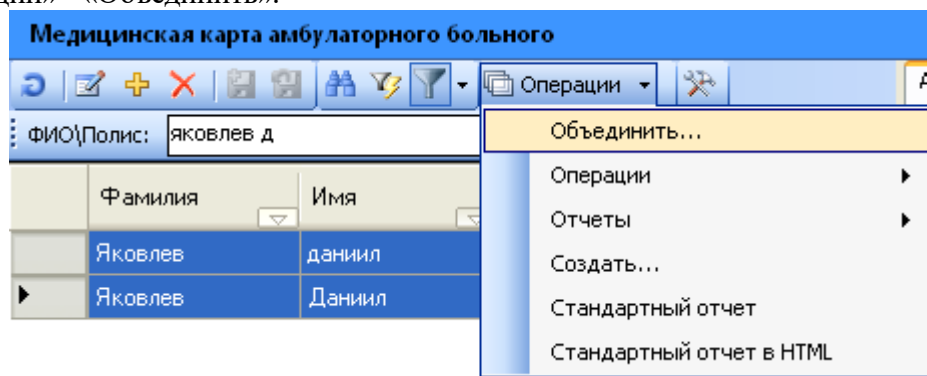 «Объединить».
Медицинская карта амбулаторного больного
Операции
ФИО\Полис: яковлев д
Объединить...
Операции
Отчеты
Создать...
Стандартный отчет
Стандартный отчет в HTML
Фамилия Имя
Яковлев даниил
Яковлев Даниил